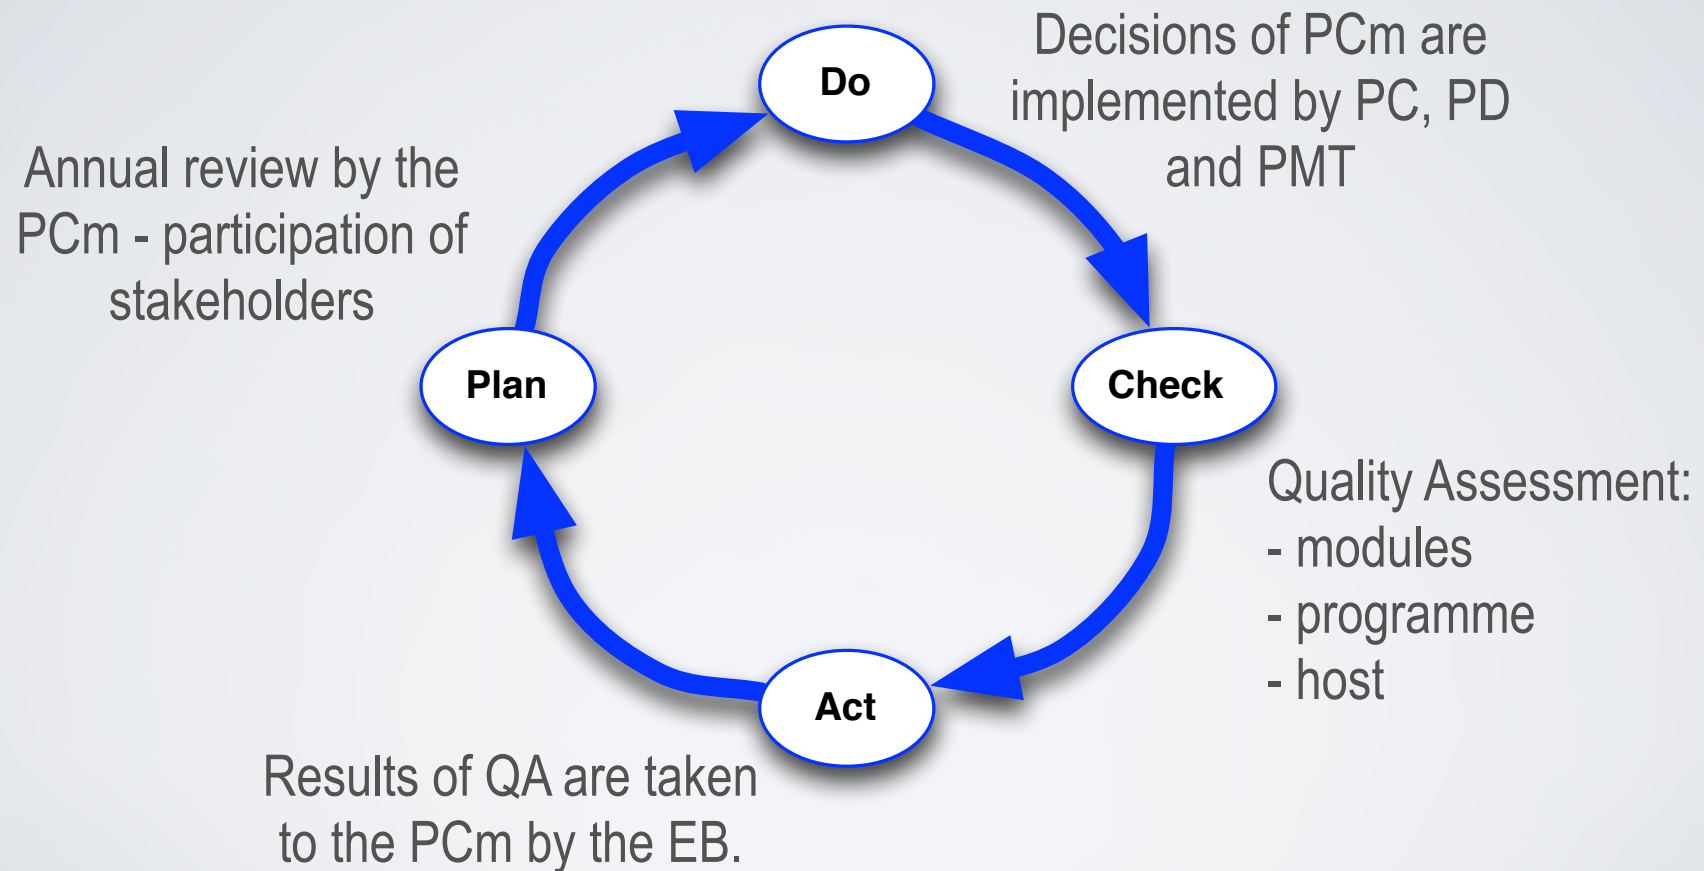 Do
Decisions of PCm are
implemented by PC, PD
and PMT
Annual review by the
PCm - participation of
stakeholders
Plan
Check
Quality Assessment:
- modules
- programme
- host
Act
Results of QA are taken
to the PCm by the EB.